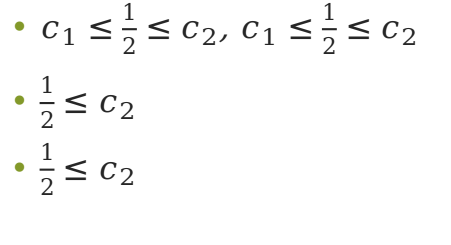 • c₁ ≤ 1/2 ≤ c₂, c₁ ≤ 1/2 ≤ c₂
• 1/2 ≤ c₂
• 1/2 ≤ c₂